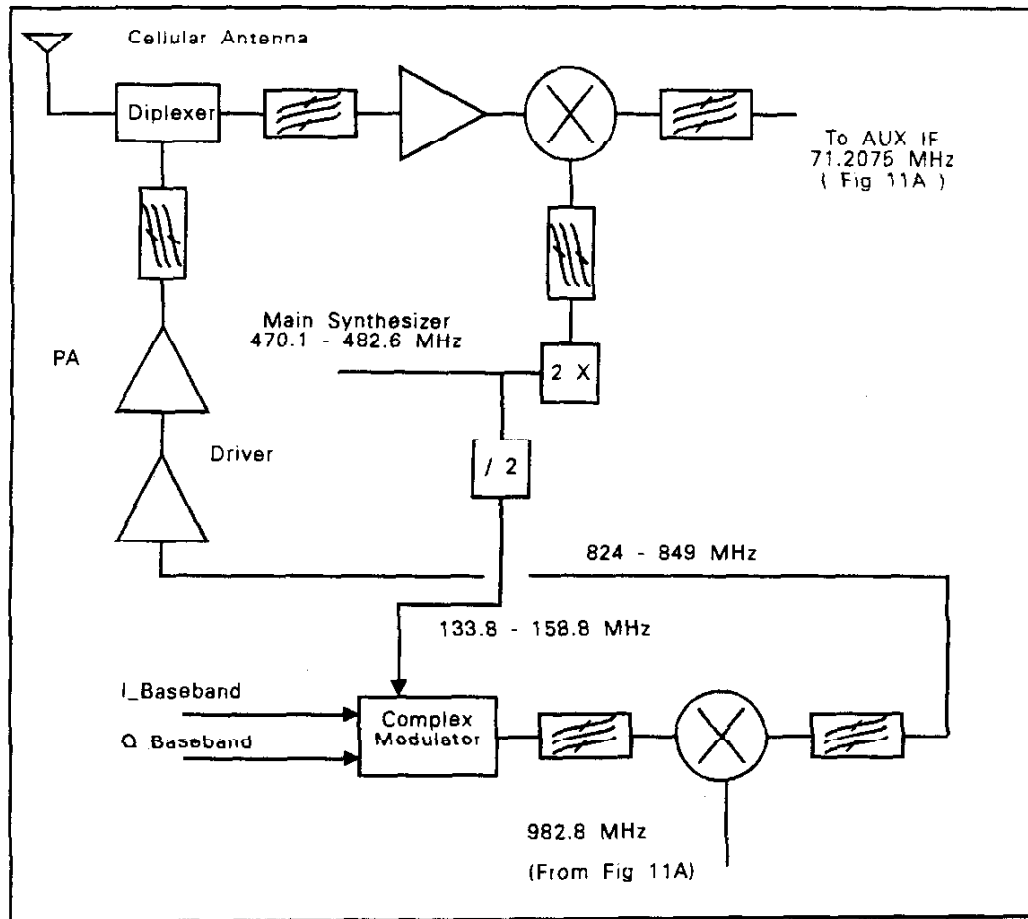 Cellular Antenna
Diplexer
To AUX IF
71.2075 MHz
( Fig 11A )
Main Synthesizer
470.1 - 482.6 MHz
2 X
PA
/ 2
Driver
824 - 849 MHz
133.8 - 158.8 MHz
I_Baseband
Q Baseband
Complex
Modulator
982.8 MHz
(From Fig 11A)